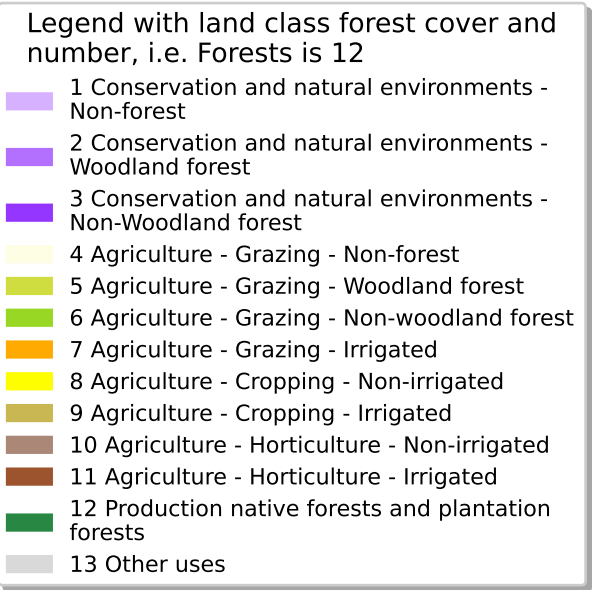 Legend with land class forest cover and
number, i.e. Forests is 12
1 Conservation and natural environments -
Non-forest
2 Conservation and natural environments -
Woodland forest
3 Conservation and natural environments -
Non-Woodland forest
4 Agriculture - Grazing - Non-forest
5 Agriculture - Grazing - Woodland forest
6 Agriculture - Grazing - Non-woodland forest
7 Agriculture - Grazing - Irrigated
8 Agriculture - Cropping - Non-irrigated
9 Agriculture - Cropping - Irrigated
10 Agriculture - Horticulture - Non-irrigated
11 Agriculture - Horticulture - Irrigated
12 Production native forests and plantation
forests
13 Other uses